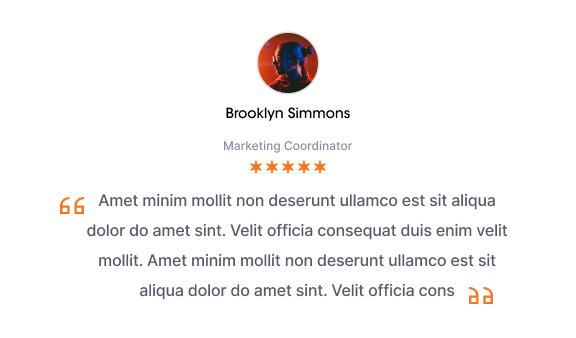 Brooklyn Simmons
Marketing Coordinator
Amet minim mollit non deserunt ullamco est sit aliqua
dolor do amet sint. Velit officia consequat duis enim velit
mollit. Amet minim mollit non deserunt ullamco est sit
aliqua dolor do amet sint. Velit officia cons